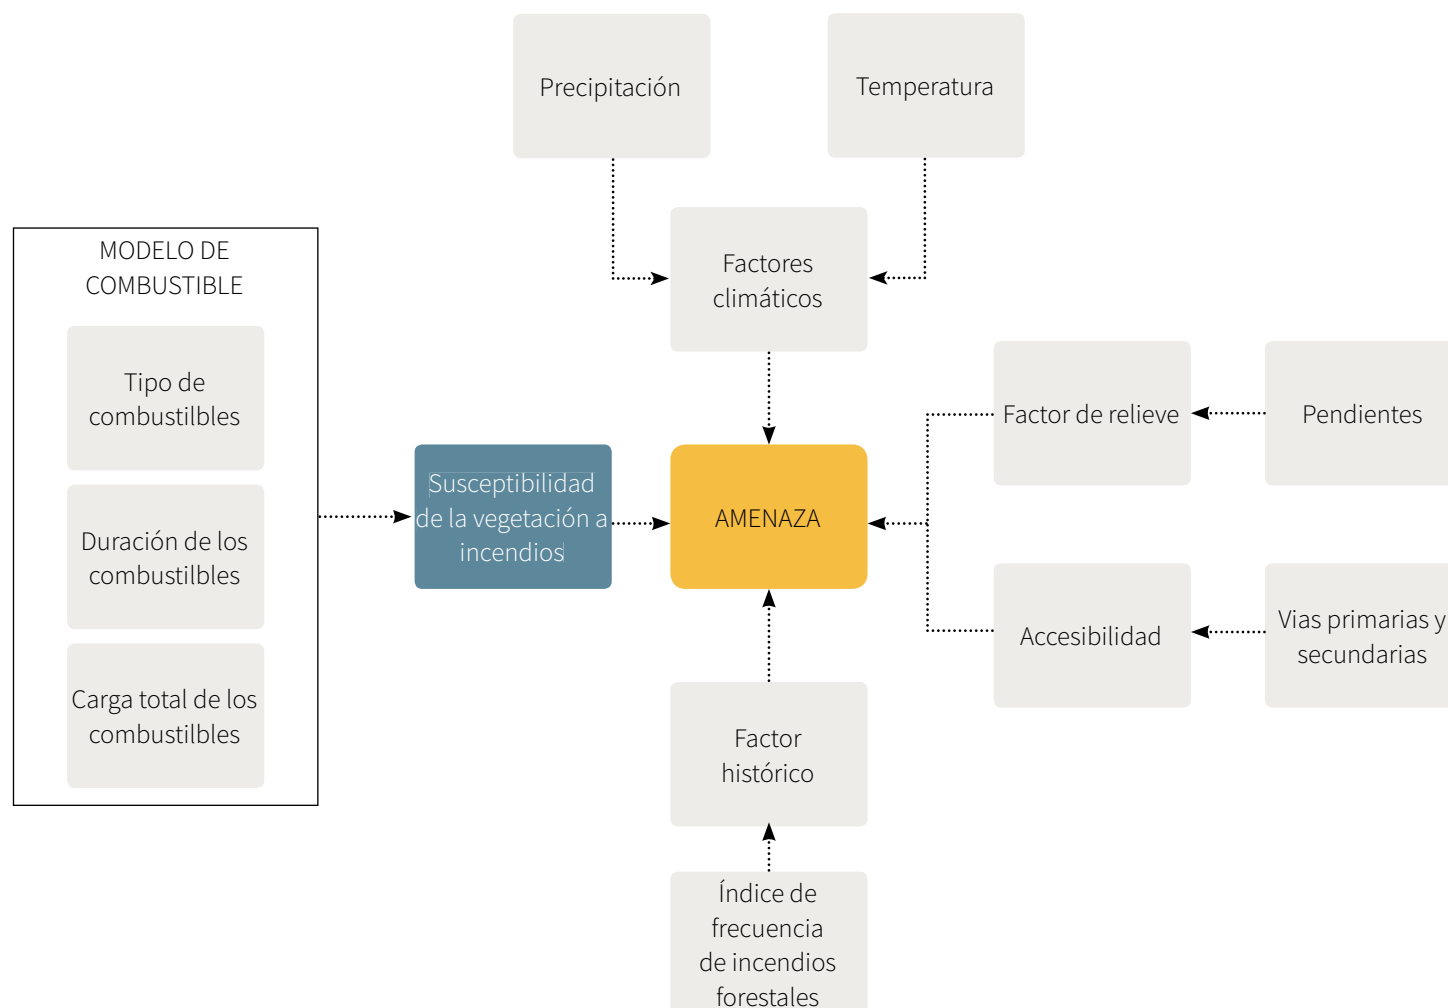 Precipitación
Temperatura
MODELO DE
COMBUSTIBLE
Factores
climáticos
Tipo de
combustilbles
Factor de relieve
Pendientes
Susceptibilidad
de la vegetación a
incendios
AMENAZA
Duración de los
combustilbles
Accesibilidad
Vias primarias y
secundarias
Carga total de los
combustilbles
Factor
histórico
Índice de
frecuencia
de incendios
forestales